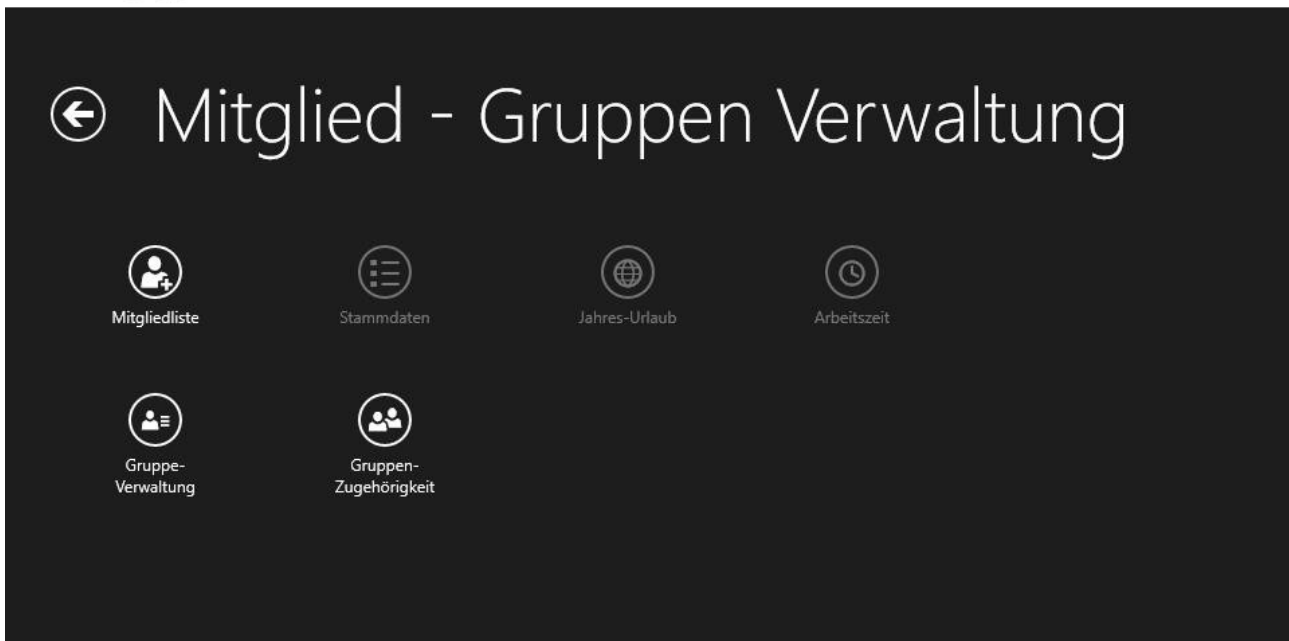 Mitglied - Gruppen Verwaltung
Mitgliedliste
Stammdaten
Jahres-Urlaub
Arbeitszeit
Gruppe-
Verwaltung
Gruppen-
Zugehörigkeit